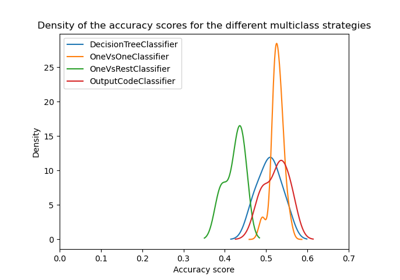 Density of the accuracy scores for the different multiclass strategies
DecisionTreeClassifier
OneVsOneClassifier
OneVsRestClassifier
OutputCodeClassifier
25
20
15
10
5
0
Density
0.0 0.1 0.2 0.3 0.4 0.5 0.6 0.7
Accuracy score